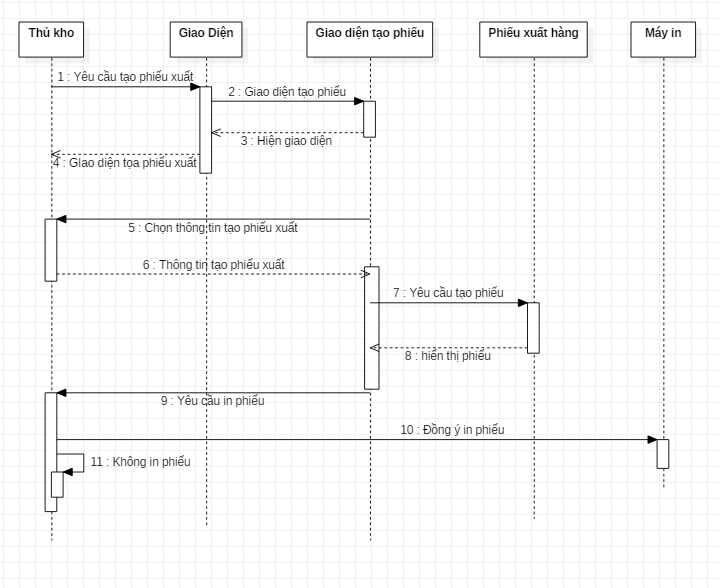 Thủ kho
Giao Diện
Giao diện tạo phiếu
Phiếu xuất hàng
Máy in
1 : Yêu cầu tạo phiếu xuất
2 : Giao diện tạo phiếu
3 : Hiện giao diện
4 : Giao diện tọa phiếu xuất
5 : Chọn thông tin tạo phiếu xuất
6 : Thông tin tạo phiếu xuất
7 : Yêu cầu tạo phiếu
8 : hiển thị phiếu
9 : Yêu cầu in phiếu
10 : Đồng ý in phiếu
11 : Không in phiếu